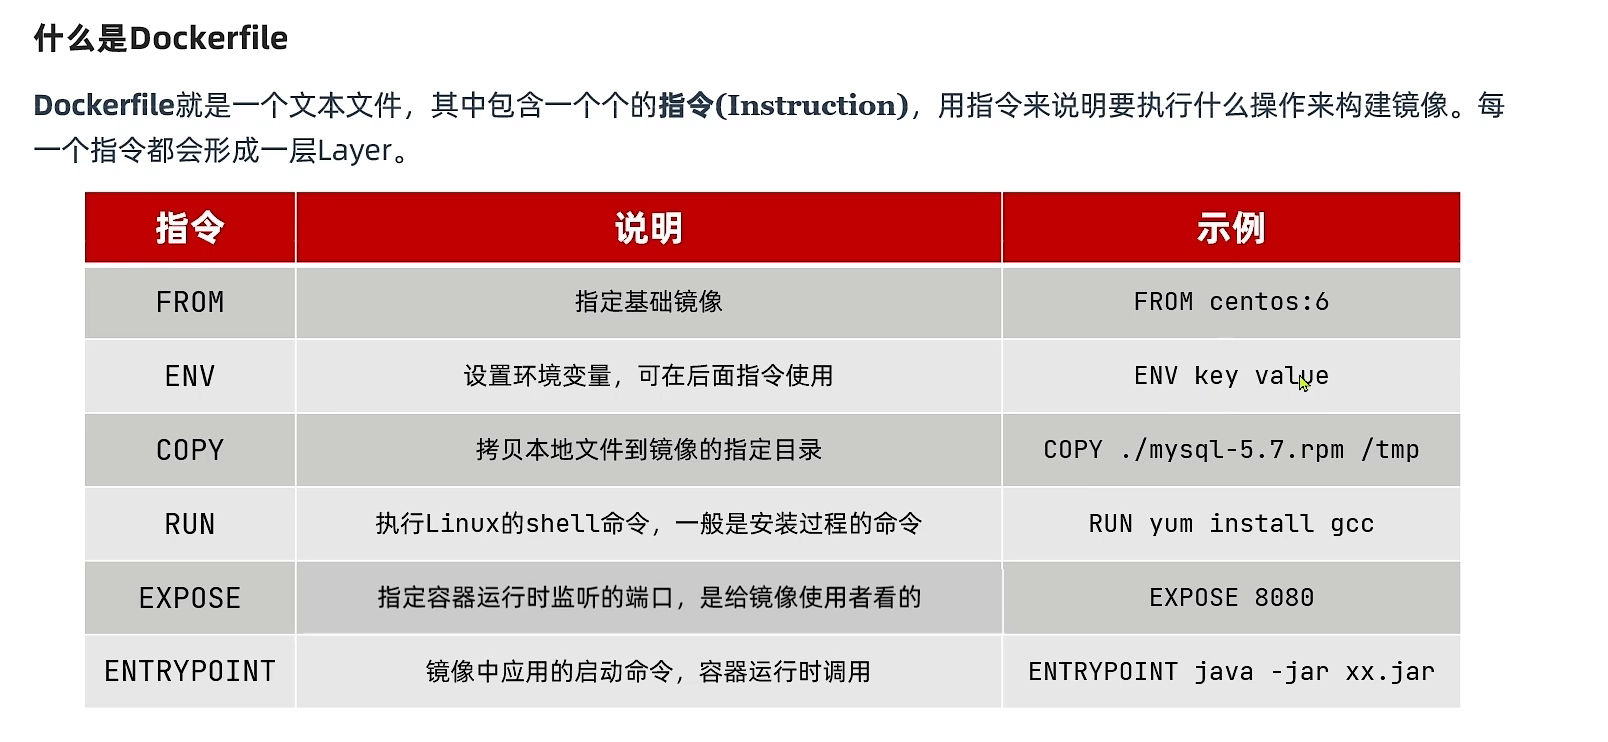 什么是Dockerfile
Dockerfile就是一个文本文件，其中包含一个个的指令(Instruction)，用指令来说明要执行什么操作来构建镜像。每
一个指令都会形成一层Layer。
指令 说明 示例
FROM 指定基础镜像 FROM centos:6
ENV 设置环境变量，可在后面指令使用 ENV key value
COPY 拷贝本地文件到镜像的指定目录 COPY ./mysql-5.7.rpm /tmp
RUN 执行Linux的shell命令，一般是安装过程的命令 RUN yum install gcc
EXPOSE 指定容器运行时监听的端口，是给镜像使用者看的 EXPOSE 8080
ENTRYPOINT 镜像中应用的启动命令，容器运行时调用 ENTRYPOINT java -jar xx.jar